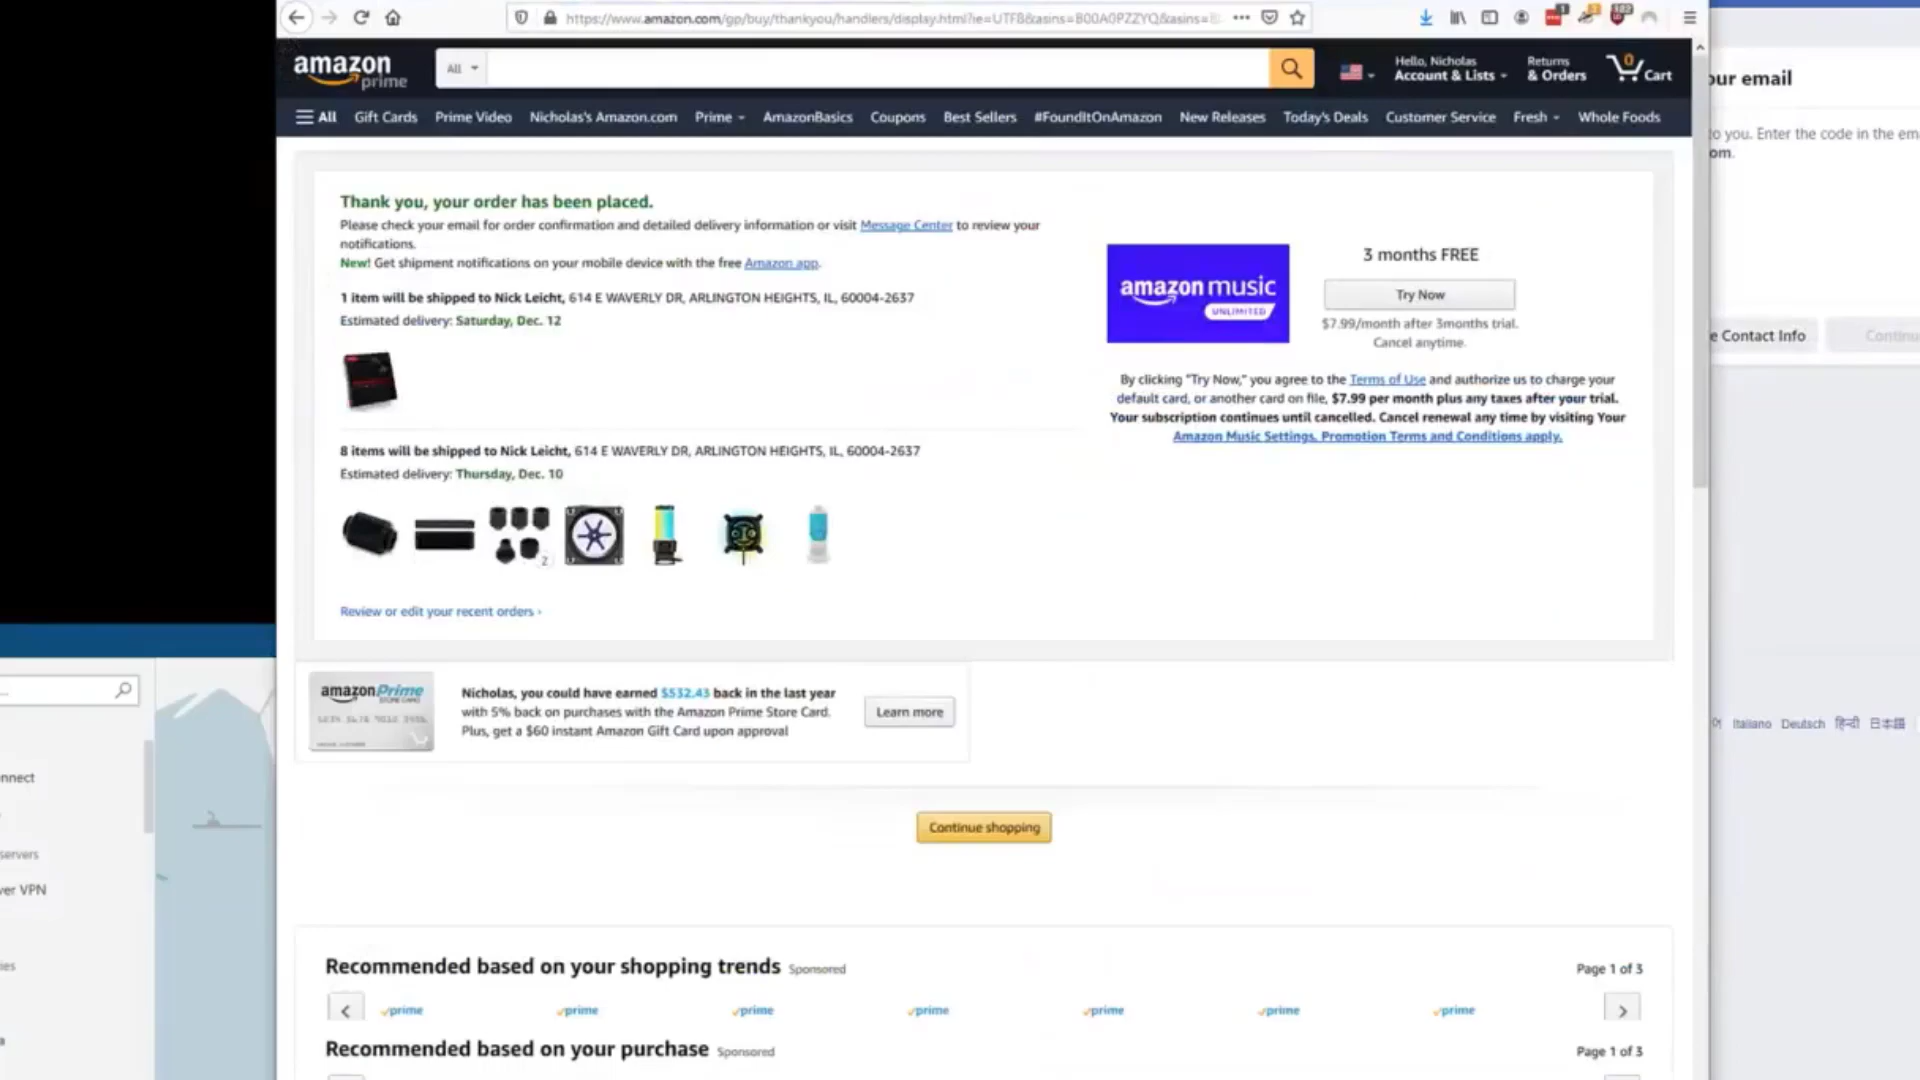 https://www.amazon.com/gp/buy/thankyou/handlers/display.html?ie=UTF8&asins=B00A0PZZYQ&asins=
amazon prime
All
Hello, Nicholas
Account & Lists
Returns
& Orders
0
Cart
All Gift Cards Prime Video Nicholas's Amazon.com Prime AmazonBasics Coupons Best Sellers #FoundItOnAmazon New Releases Today's Deals Customer Service Fresh Whole Foods
Thank you, your order has been placed.
Please check your email for order confirmation and detailed delivery information or visit Message Center to review your
notifications.
New! Get shipment notifications on your mobile device with the free Amazon app.
1 item will be shipped to Nick Leicht, 614 E WAVERLY DR, ARLINGTON HEIGHTS, IL, 60004-2637
Estimated delivery: Saturday, Dec. 12
8 items will be shipped to Nick Leicht, 614 E WAVERLY DR, ARLINGTON HEIGHTS, IL, 60004-2637
Estimated delivery: Thursday, Dec. 10
2
Review or edit your recent orders ›
amazon music
UNLIMITED
3 months FREE
Try Now
$7.99/month after 3months trial.
Cancel anytime.
By clicking "Try Now," you agree to the Terms of Use and authorize us to charge your
default card, or another card on file, $7.99 per month plus any taxes after your trial.
Your subscription continues until cancelled. Cancel renewal any time by visiting Your
Amazon Music Settings. Promotion Terms and Conditions apply.
amazonPrime
STORE CARD
Nicholas, you could have earned $532.43 back in the last year
with 5% back on purchases with the Amazon Prime Store Card.
Plus, get a $60 instant Amazon Gift Card upon approval
Learn more
Continue shopping
Recommended based on your shopping trends Sponsored
Page 1 of 3
prime prime prime prime prime prime prime
Recommended based on your purchase Sponsored
Page 1 of 3
our email
to you. Enter the code in the em
om.
e Contact Info
Continu
Italiano Deutsch हिन्दी 日本語
nnect
servers
ver VPN
ies